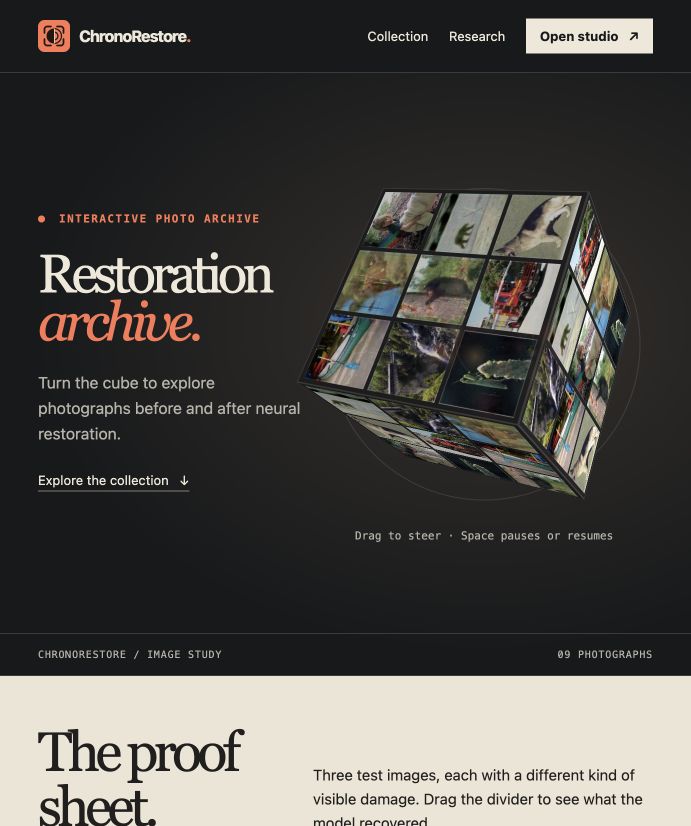 ChronoRestore.
Collection
Research
Open studio ↗
INTERACTIVE PHOTO ARCHIVE
Restoration
archive.
Turn the cube to explore
photographs before and after neural
restoration.
Explore the collection ↓
Drag to steer · Space pauses or resumes
CHRONORESTORE / IMAGE STUDY
09 PHOTOGRAPHS
The proof
sheet.
Three test images, each with a different kind of
visible damage. Drag the divider to see what the
model recovered